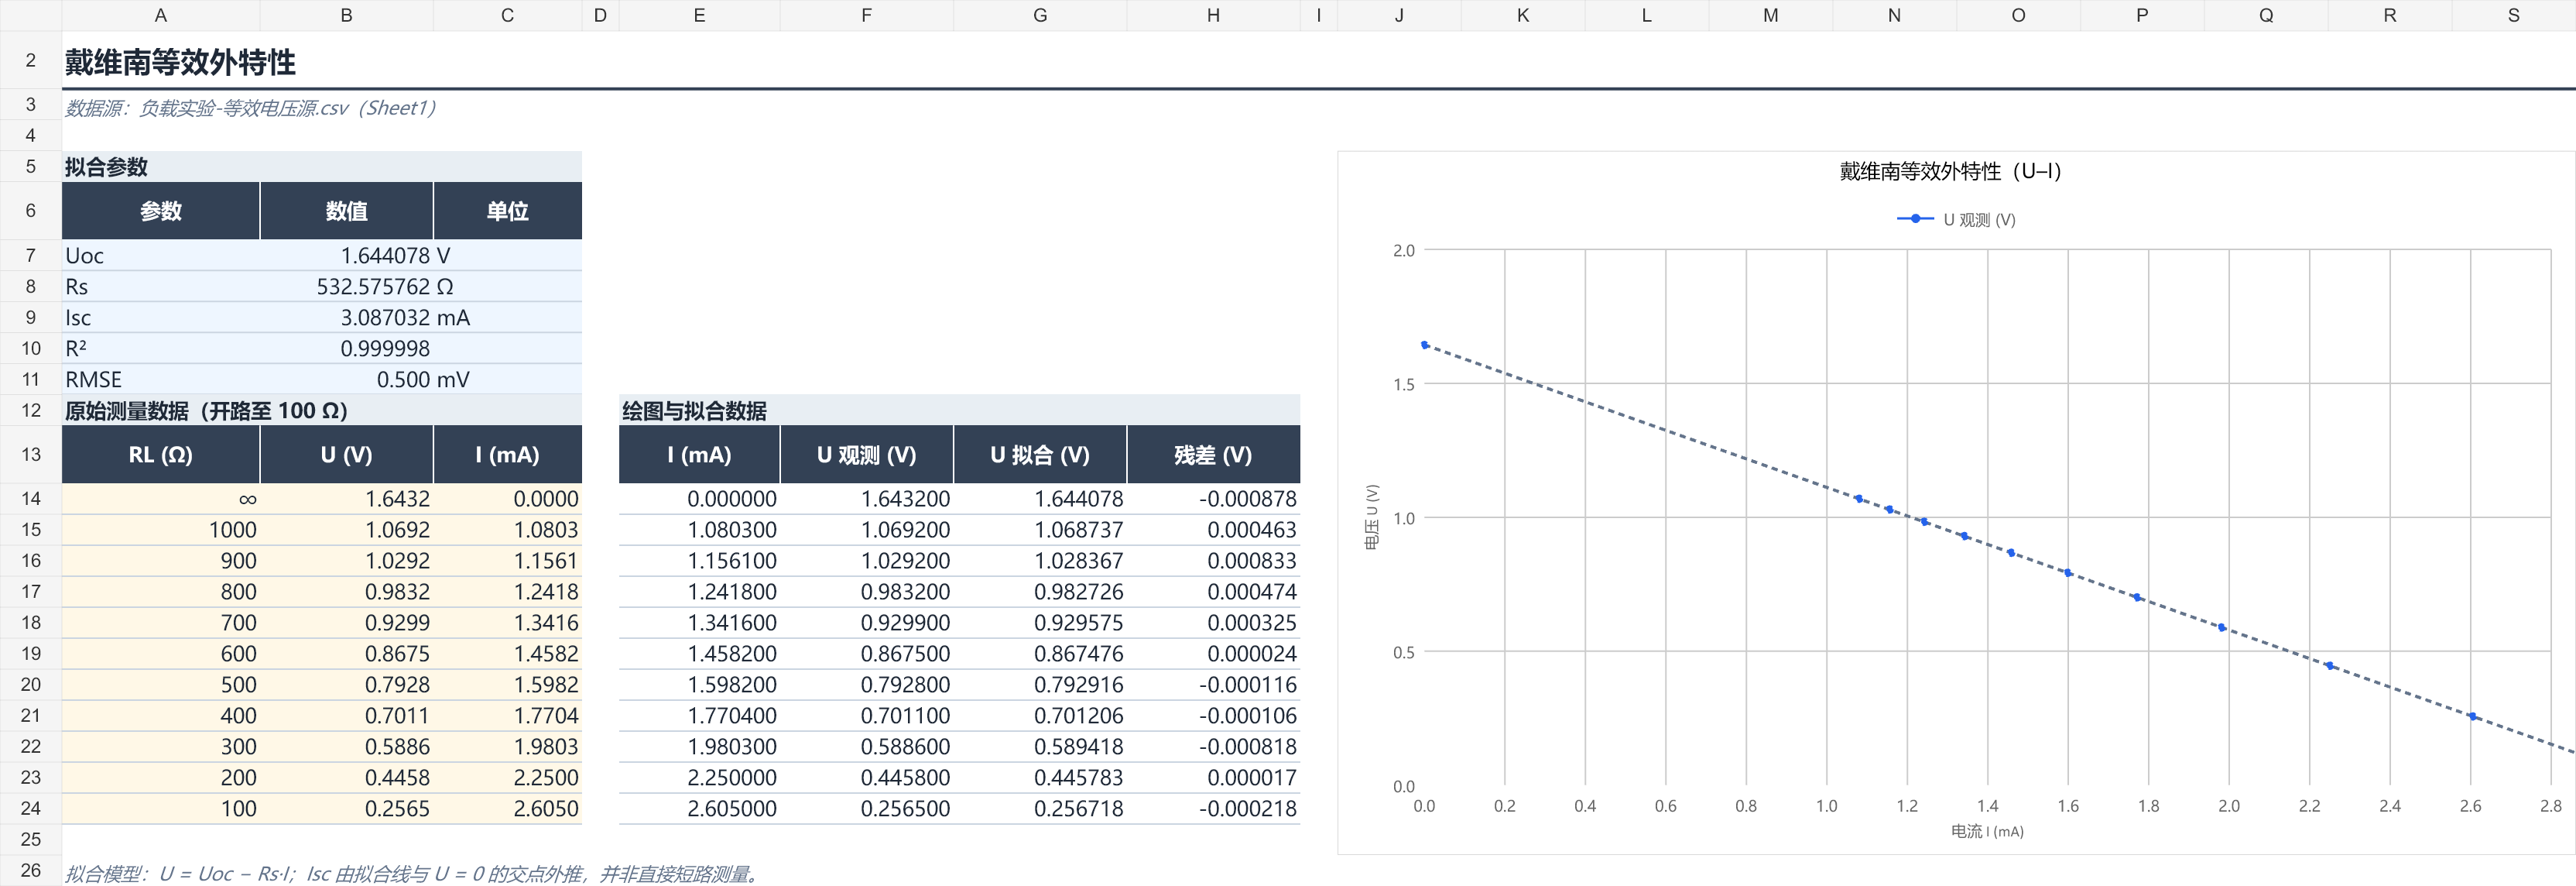 A B C D E F G H I J K L M N O P Q R S
2 戴维南等效外特性
3 数据源：负载实验-等效电压源.csv（Sheet1）
4
5 拟合参数
6 参数 数值 单位
7 Uoc 1.644078 V
8 Rs 532.575762 Ω
9 Isc 3.087032 mA
10 R² 0.999998
11 RMSE 0.500 mV
12 原始测量数据（开路至 100 Ω） 绘图与拟合数据
13 RL (Ω) U (V) I (mA) I (mA) U 观测 (V) U 拟合 (V) 残差 (V)
14 ∞ 1.6432 0.0000 0.000000 1.643200 1.644078 -0.000878
15 1000 1.0692 1.0803 1.080300 1.069200 1.068737 0.000463
16 900 1.0292 1.1561 1.156100 1.029200 1.028367 0.000833
17 800 0.9832 1.2418 1.241800 0.983200 0.982726 0.000474
18 700 0.9299 1.3416 1.341600 0.929900 0.929575 0.000325
19 600 0.8675 1.4582 1.458200 0.867500 0.867476 0.000024
20 500 0.7928 1.5982 1.598200 0.792800 0.792916 -0.000116
21 400 0.7011 1.7704 1.770400 0.701100 0.701206 -0.000106
22 300 0.5886 1.9803 1.980300 0.588600 0.589418 -0.000818
23 200 0.4458 2.2500 2.250000 0.445800 0.445783 0.000017
24 100 0.2565 2.6050 2.605000 0.256500 0.256718 -0.000218
25
26 拟合模型：U = Uoc − Rs·I；Isc 由拟合线与 U = 0 的交点外推，并非直接短路测量。
戴维南等效外特性（U–I）
U 观测 (V)
2.0
1.5
1.0
0.5
0.0
电压 U (V)
0.0 0.2 0.4 0.6 0.8 1.0 1.2 1.4 1.6 1.8 2.0 2.2 2.4 2.6 2.8
电流 I (mA)